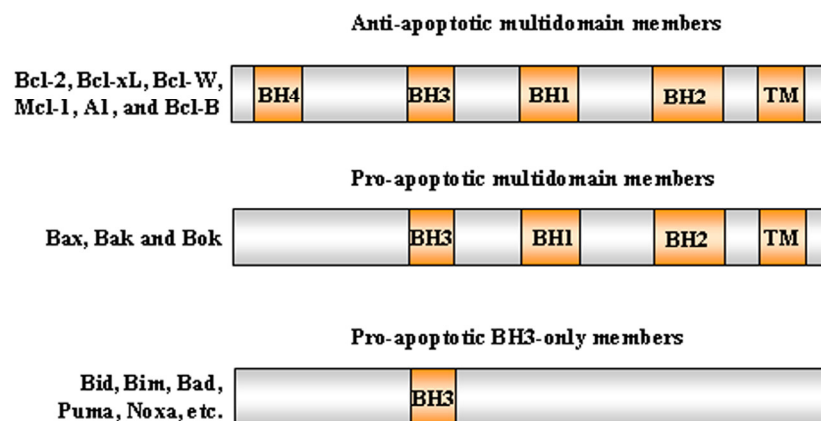 Anti-apoptotic multidomain members
Bcl-2, Bcl-xL, Bcl-W,
Mcl-1, A1, and Bcl-B
BH4 BH3 BH1 BH2 TM
Pro-apoptotic multidomain members
Bax, Bak and Bok
BH3 BH1 BH2 TM
Pro-apoptotic BH3-only members
Bid, Bim, Bad,
Puma, Noxa, etc.
BH3